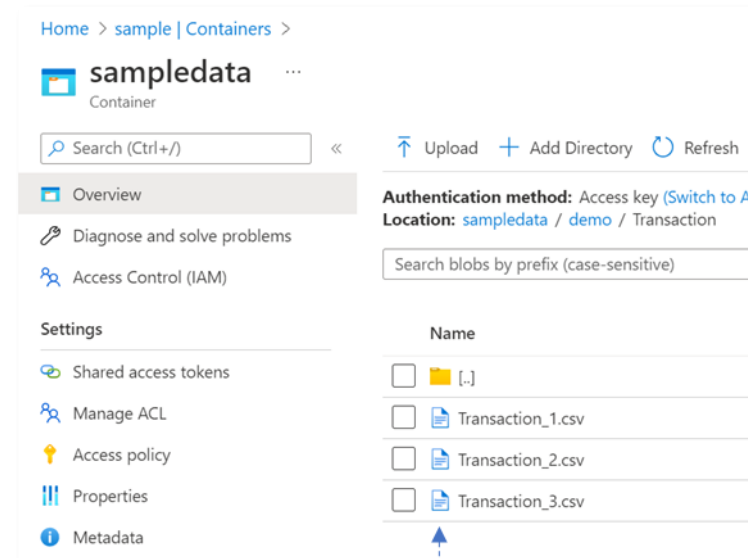 Home > sample | Containers >
sampledata ...
Container
Search (Ctrl+/) «
Overview
Diagnose and solve problems
Access Control (IAM)
Settings
Shared access tokens
Manage ACL
Access policy
Properties
Metadata
Upload + Add Directory Refresh
Authentication method: Access key (Switch to A
Location: sampledata / demo / Transaction
Search blobs by prefix (case-sensitive)
Name
[..]
Transaction_1.csv
Transaction_2.csv
Transaction_3.csv